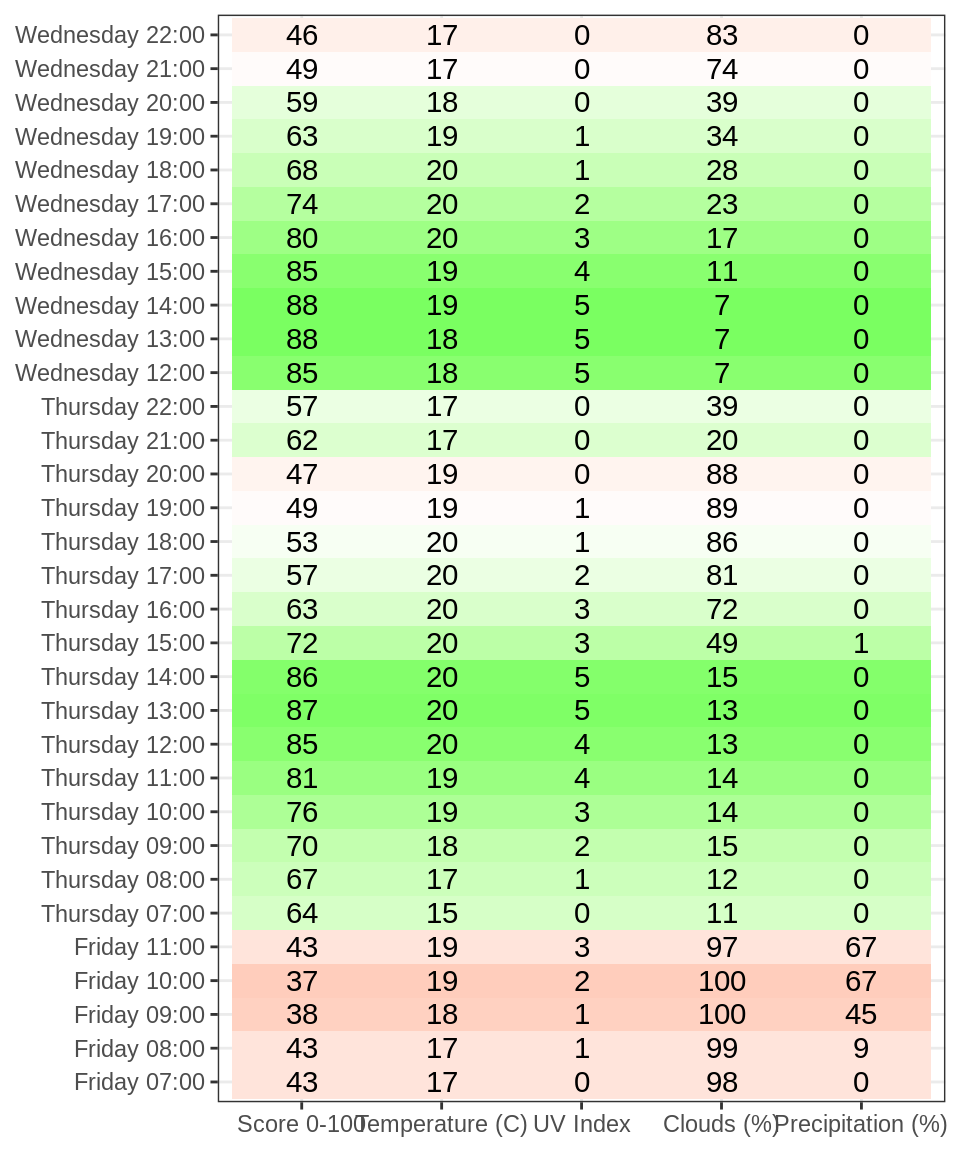 Wednesday 22:00 46 17 0 83 0
Wednesday 21:00 49 17 0 74 0
Wednesday 20:00 59 18 0 39 0
Wednesday 19:00 63 19 1 34 0
Wednesday 18:00 68 20 1 28 0
Wednesday 17:00 74 20 2 23 0
Wednesday 16:00 80 20 3 17 0
Wednesday 15:00 85 19 4 11 0
Wednesday 14:00 88 19 5 7 0
Wednesday 13:00 88 18 5 7 0
Wednesday 12:00 85 18 5 7 0
Thursday 22:00 57 17 0 39 0
Thursday 21:00 62 17 0 20 0
Thursday 20:00 47 19 0 88 0
Thursday 19:00 49 19 1 89 0
Thursday 18:00 53 20 1 86 0
Thursday 17:00 57 20 2 81 0
Thursday 16:00 63 20 3 72 0
Thursday 15:00 72 20 3 49 1
Thursday 14:00 86 20 5 15 0
Thursday 13:00 87 20 5 13 0
Thursday 12:00 85 20 4 13 0
Thursday 11:00 81 19 4 14 0
Thursday 10:00 76 19 3 14 0
Thursday 09:00 70 18 2 15 0
Thursday 08:00 67 17 1 12 0
Thursday 07:00 64 15 0 11 0
Friday 11:00 43 19 3 97 67
Friday 10:00 37 19 2 100 67
Friday 09:00 38 18 1 100 45
Friday 08:00 43 17 1 99 9
Friday 07:00 43 17 0 98 0
Score 0-100 Temperature (C) UV Index Clouds (%) Precipitation (%)